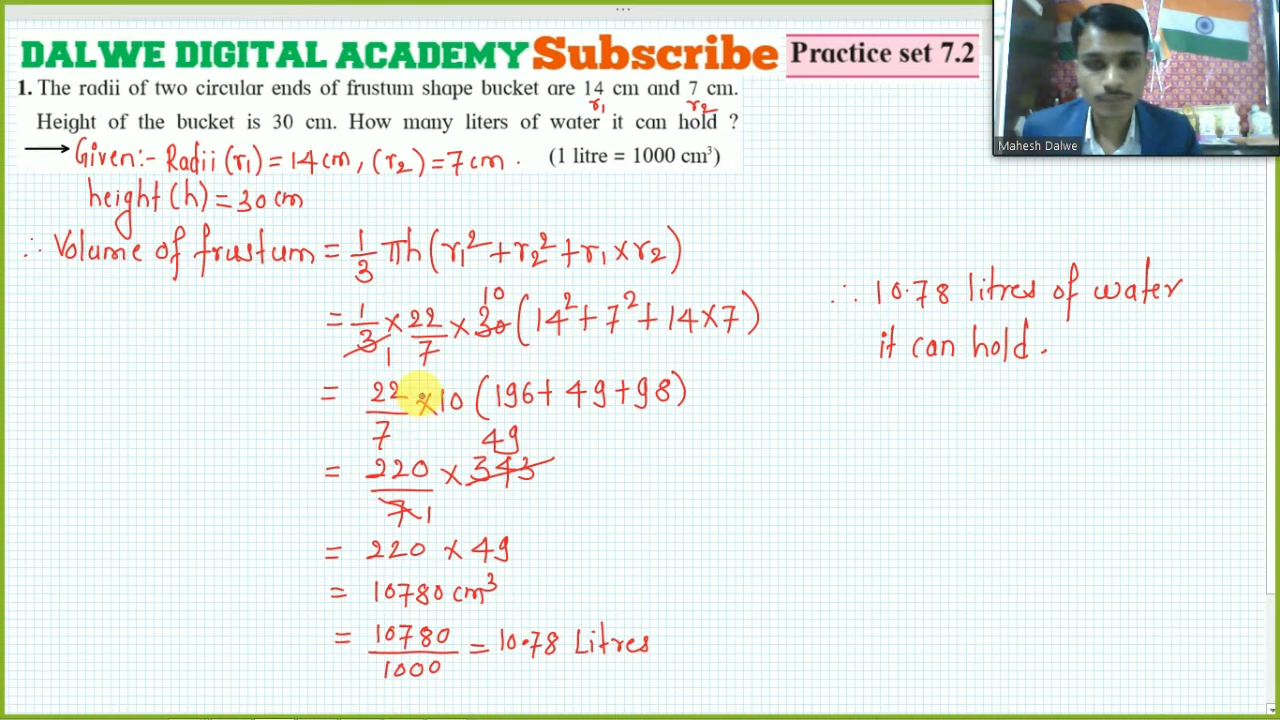 DALWE DIGITAL ACADEMY Subscribe Practice set 7.2
1. The radii of two circular ends of frustum shape bucket are 14 cm and 7 cm.
r₁ r₂
Height of the bucket is 30 cm. How many liters of water it can hold ?
(1 litre = 1000 cm³)
→ Given:- Radii (r₁) = 14 cm, (r₂) = 7 cm.
height (h) = 30 cm
∴ Volume of frustum = 1/3 πh (r₁² + r₂² + r₁ × r₂)
= 1/3 × 22/7 × 30 (14² + 7² + 14 × 7)
10
1
= 22/7 × 10 (196 + 49 + 98)
49
= 220/7 × 343
1
= 220 × 49
= 10780 cm³
= 10780/1000 = 10.78 Litres
∴ 10.78 litres of water
it can hold.
Mahesh Dalwe